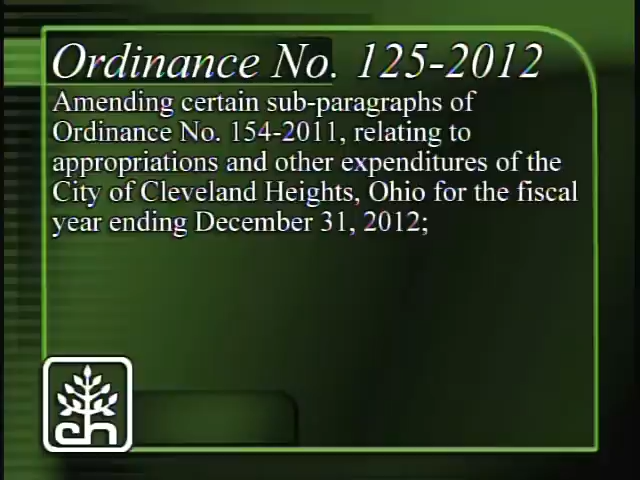 Ordinance No. 125-2012
Amending certain sub-paragraphs of
Ordinance No. 154-2011, relating to
appropriations and other expenditures of the
City of Cleveland Heights, Ohio for the fiscal
year ending December 31, 2012;
ch